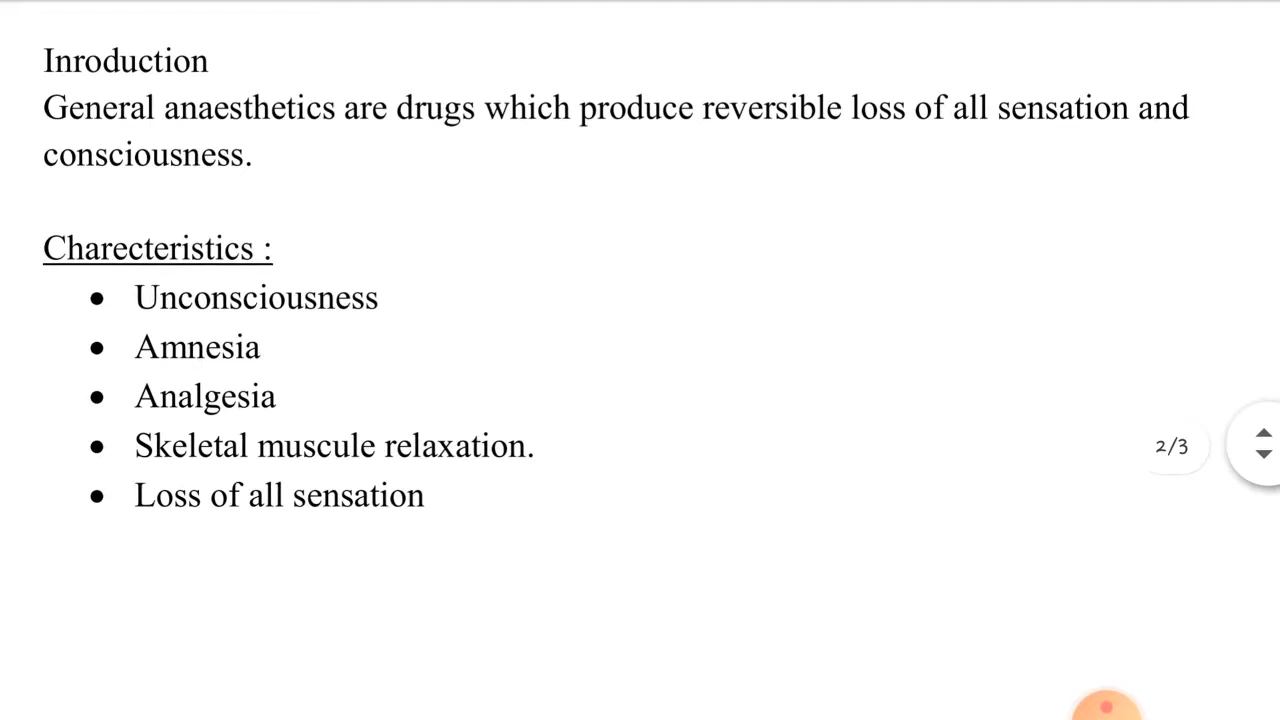 Inroduction
General anaesthetics are drugs which produce reversible loss of all sensation and
consciousness.
Charecteristics :
• Unconsciousness
• Amnesia
• Analgesia
• Skeletal muscule relaxation.
• Loss of all sensation
2/3